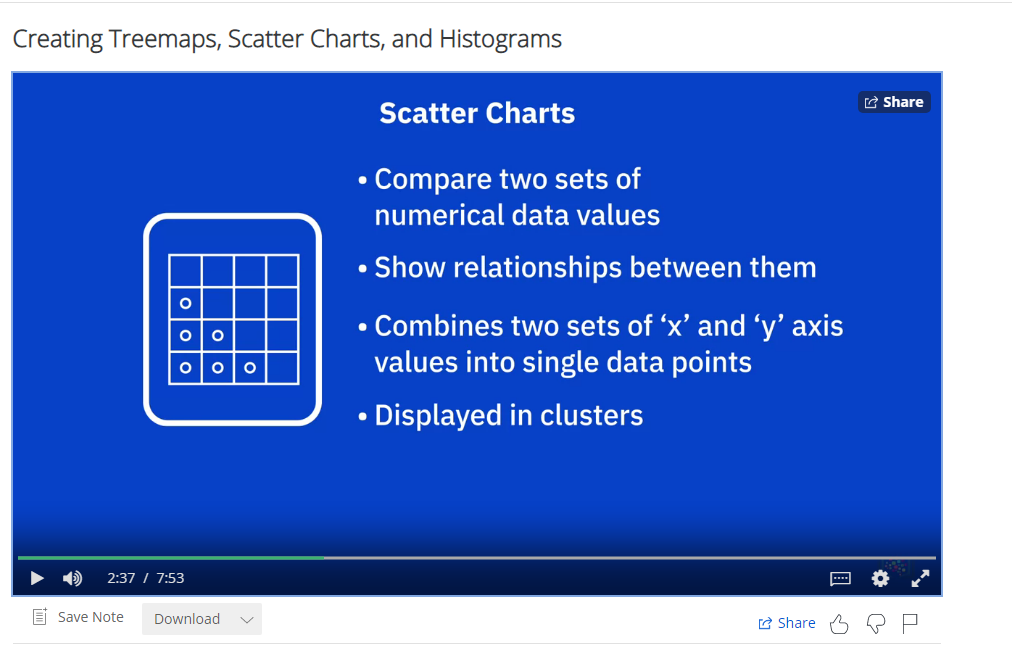 Creating Treemaps, Scatter Charts, and Histograms
Scatter Charts
Share
• Compare two sets of
numerical data values
• Show relationships between them
• Combines two sets of ‘x’ and ‘y’ axis
values into single data points
• Displayed in clusters
2:37 / 7:53
Save Note
Download
Share